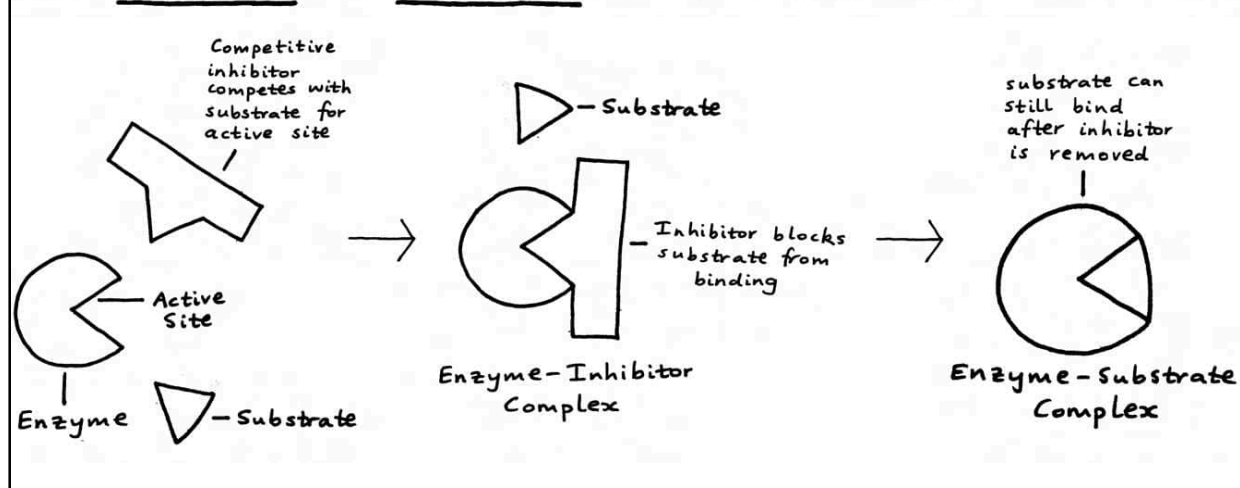 Competitive
inhibitor
competes with
substrate for
active site
Active
Site
Enzyme
Substrate
Substrate
Inhibitor blocks
substrate from
binding
Enzyme-Inhibitor
Complex
substrate can
still bind
after inhibitor
is removed
Enzyme-Substrate
Complex